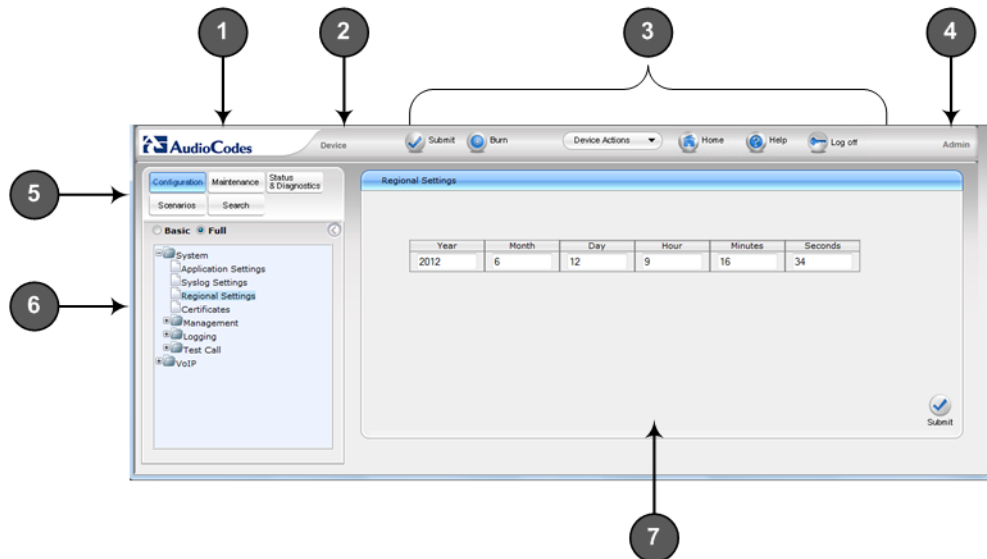 1 2 3 4
AudioCodes Device Submit Burn Device Actions Home Help Log off Admin
5
Configuration Maintenance Status & Diagnostics
Scenarios Search
Basic Full
Regional Settings
Year Month Day Hour Minutes Seconds
2012 6 12 9 16 34
6
System
Application Settings
Syslog Settings
Regional Settings
Certificates
Management
Logging
Test Call
VoIP
Submit
7